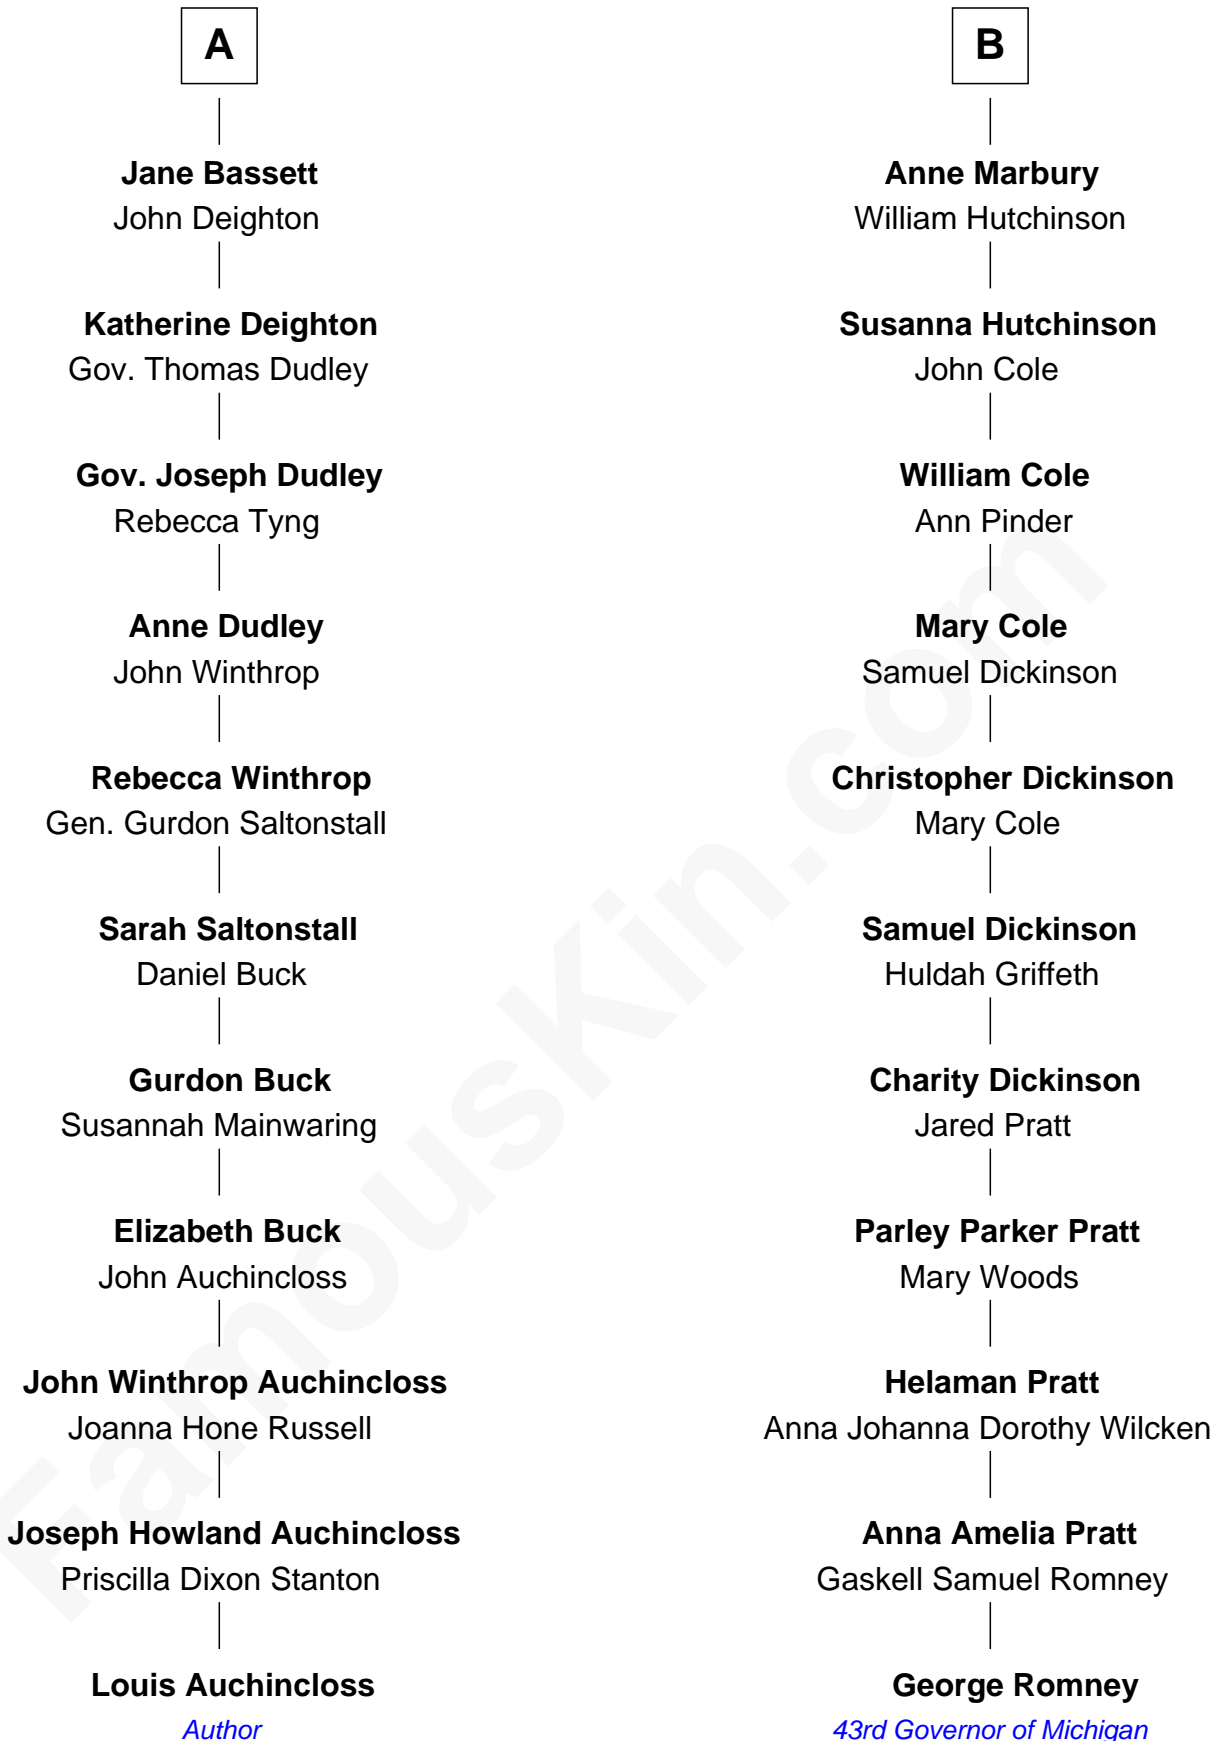 A
Jane Bassett
John Deighton
Katherine Deighton
Gov. Thomas Dudley
Gov. Joseph Dudley
Rebecca Tyng
Anne Dudley
John Winthrop
Rebecca Winthrop
Gen. Gurdon Saltonstall
Sarah Saltonstall
Daniel Buck
Gurdon Buck
Susannah Mainwaring
Elizabeth Buck
John Auchincloss
John Winthrop Auchincloss
Joanna Hone Russell
Joseph Howland Auchincloss
Priscilla Dixon Stanton
Louis Auchincloss
Author
B
Anne Marbury
William Hutchinson
Susanna Hutchinson
John Cole
William Cole
Ann Pinder
Mary Cole
Samuel Dickinson
Christopher Dickinson
Mary Cole
Samuel Dickinson
Huldah Griffeth
Charity Dickinson
Jared Pratt
Parley Parker Pratt
Mary Woods
Helaman Pratt
Anna Johanna Dorothy Wilcken
Anna Amelia Pratt
Gaskell Samuel Romney
George Romney
43rd Governor of Michigan
FamousKin.com